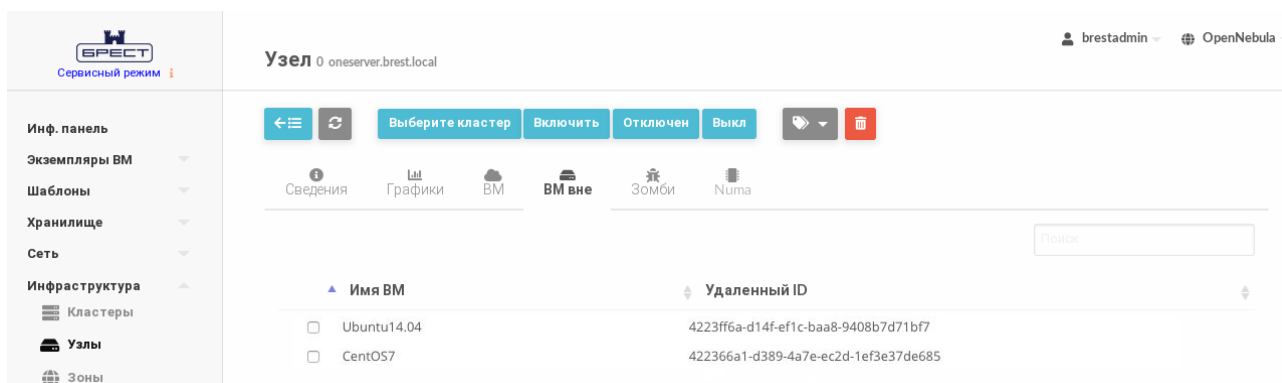 БРЕСТ
Сервисный режим i
Узел 0 oneserver.brest.local
brestadmin
OpenNebula
Выберите кластер Включить Отключен Выкл
Инф. панель
Экземпляры ВМ
Шаблоны
Хранилище
Сеть
Инфраструктура
Кластеры
Узлы
Зоны
Сведения Графики ВМ ВМ вне Зомби Numa
Поиск
Имя ВМ Удаленный ID
Ubuntu14.04 4223ff6a-d14f-ef1c-baa8-9408b7d71bf7
CentOS7 422366a1-d389-4a7e-ec2d-1ef3e37de685